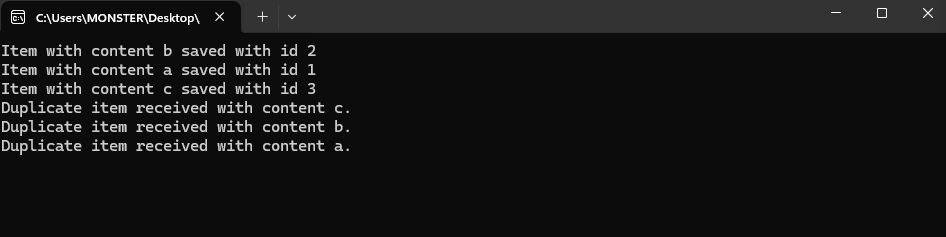 C:\Users\MONSTER\Desktop\
Item with content b saved with id 2
Item with content a saved with id 1
Item with content c saved with id 3
Duplicate item received with content c.
Duplicate item received with content b.
Duplicate item received with content a.